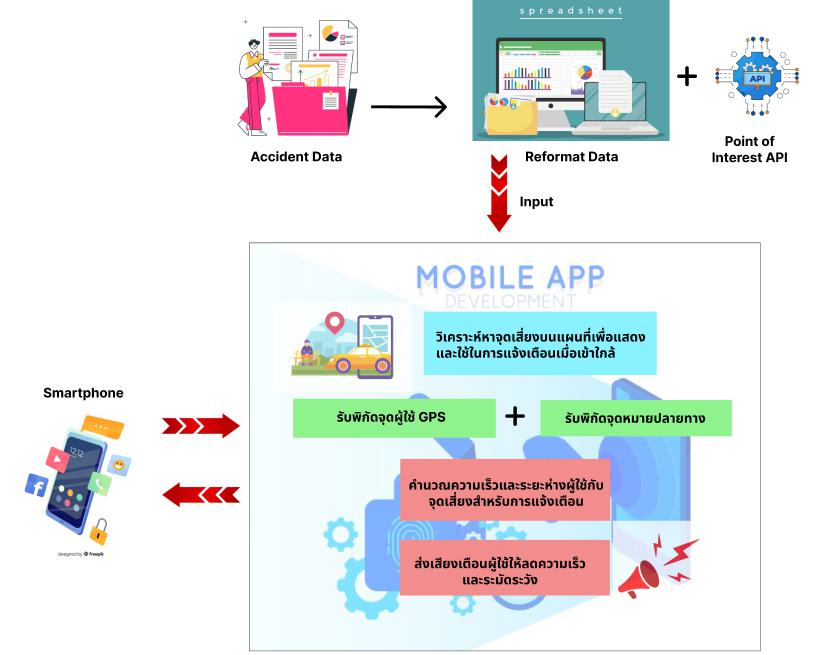 spreadsheet
API
Accident Data
Reformat Data
Point of
Interest API
Input
MOBILE APP
DEVELOPMENT
วิเคราะห์หาจุดเสี่ยงบนแผนที่เพื่อแสดง
และใช้ในการแจ้งเตือนเมื่อเข้าใกล้
Smartphone
รับพิกัดจุดผู้ใช้ GPS
+
รับพิกัดจุดหมายปลายทาง
12:12
คำนวณความเร็วและระยะห่างผู้ใช้กับ
จุดเสี่ยงสำหรับการแจ้งเตือน
designed by freepik
ส่งเสียงเตือนผู้ใช้ให้ลดความเร็ว
และระมัดระวัง